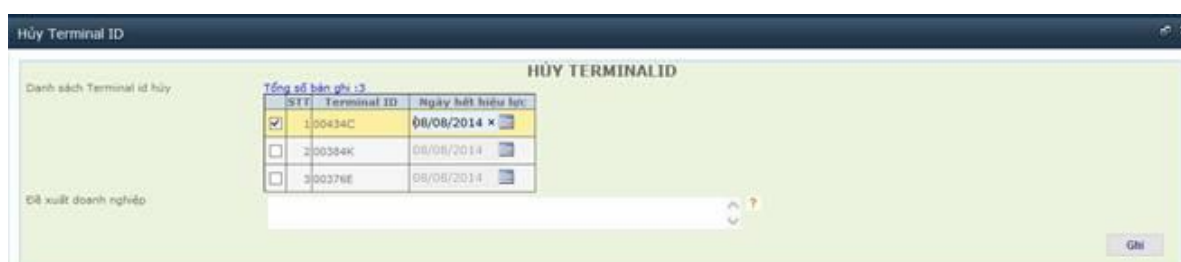 Hủy Terminal ID
HỦY TERMINALID
Danh sách Terminal id hủy
Tổng số bản ghi :3
STT Terminal ID Ngày hết hiệu lực
1 00434C 08/08/2014 ×
2 00384K 08/08/2014
3 00376E 08/08/2014
Đề xuất doanh nghiệp
?
Ghi